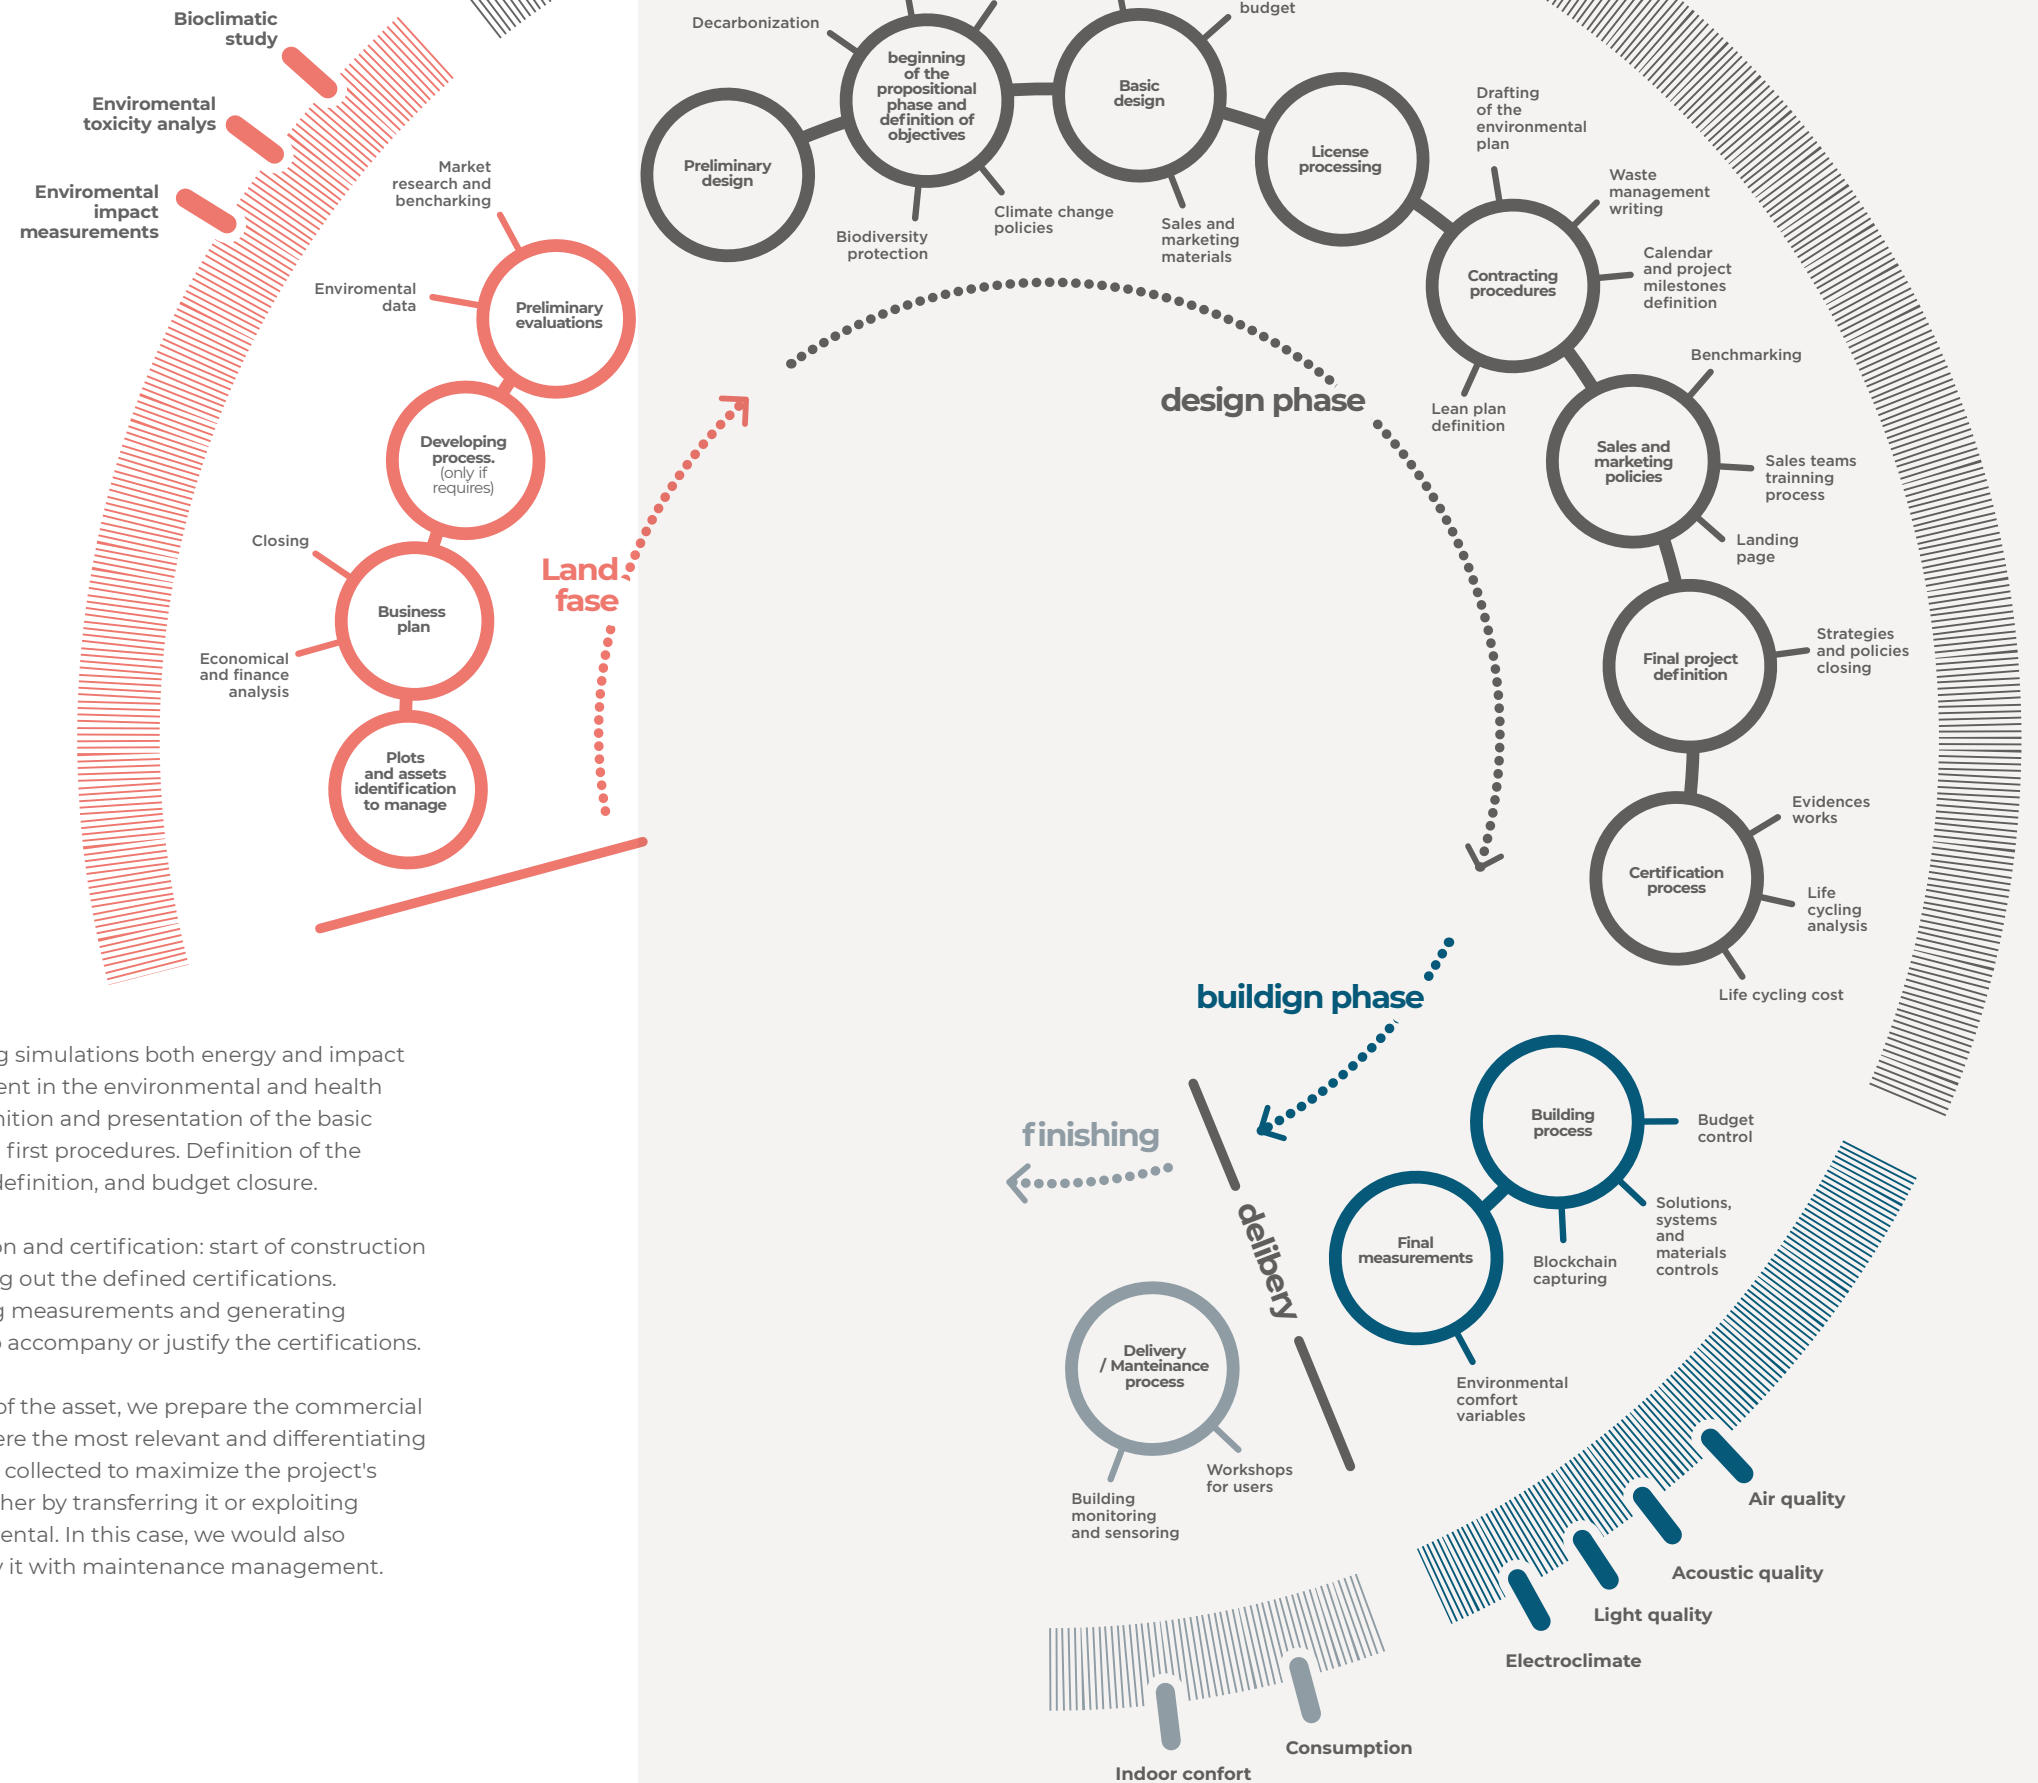 Bioclimatic
study
Enviromental
toxicity analys
Enviromental
impact
measurements
Market
research and
bencharking
Enviromental
data
Preliminary
evaluations
Developing
process.
(only if
requires)
Closing
Business
plan
Economical
and finance
analysis
Plots
and assets
identification
to manage
Land
fase
Decarbonization
budget
Preliminary
design
beginning
of the
propositional
phase and
definition of
objectives
Basic
design
License
processing
Biodiversity
protection
Climate change
policies
Sales and
marketing
materials
Drafting
of the
environmental
plan
Waste
management
writing
Calendar
and project
milestones
definition
Contracting
procedures
Lean plan
definition
design phase
Benchmarking
Sales and
marketing
policies
Sales teams
trainning
process
Landing
page
Final project
definition
Strategies
and policies
closing
Certification
process
Evidences
works
Life
cycling
analysis
Life cycling cost
buildign phase
Building
process
Budget
control
Solutions,
systems
and
materials
controls
Blockchain
capturing
Final
measurements
Environmental
comfort
variables
finishing
delibery
Delivery
/ Manteinance
process
Workshops
for users
Building
monitoring
and sensoring
Air quality
Acoustic quality
Light quality
Electroclimate
Consumption
Indoor confort
simulations both energy and impact
in the environmental and health
and presentation of the basic
first procedures. Definition of the
definition, and budget closure.
and certification: start of construction
out the defined certifications.
measurements and generating
accompany or justify the certifications.
of the asset, we prepare the commercial
the most relevant and differentiating
collected to maximize the project's
by transferring it or exploiting
In this case, we would also
it with maintenance management.